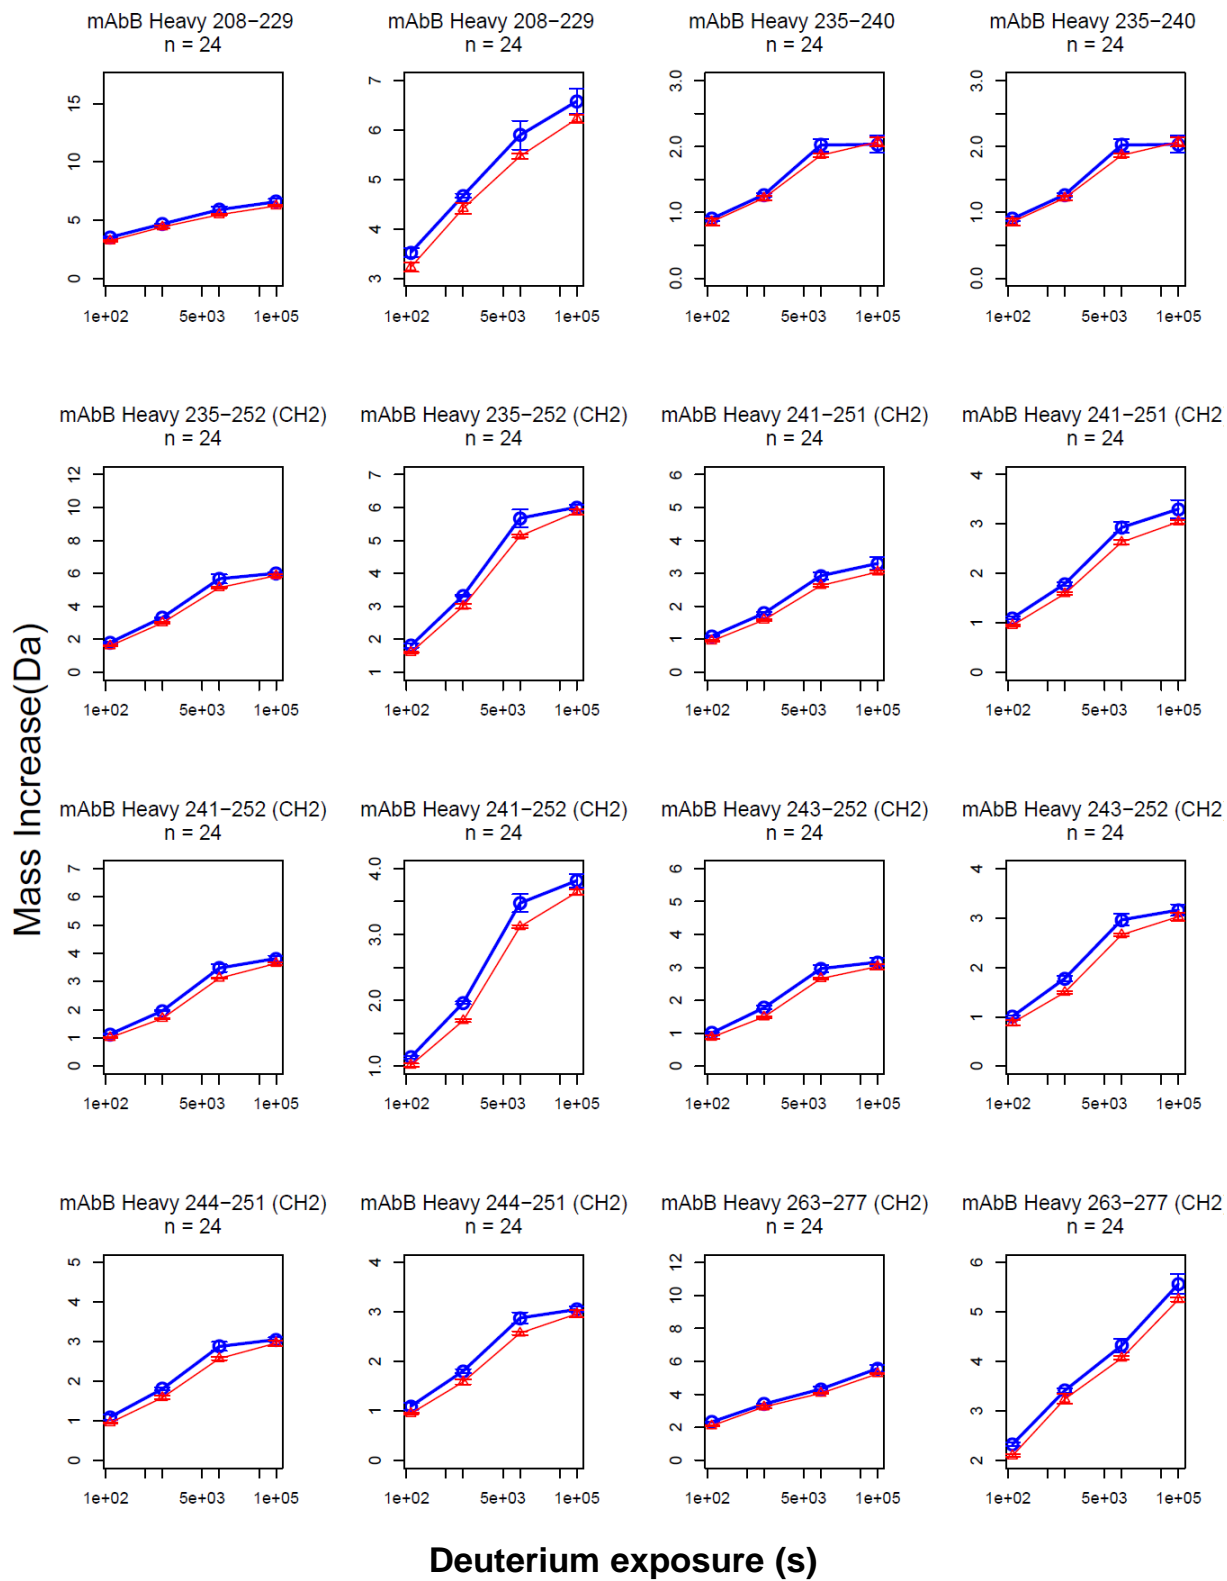 mAbB Heavy 208−229
n = 24
mAbB Heavy 208−229
n = 24
mAbB Heavy 235−240
n = 24
mAbB Heavy 235−240
n = 24
0 5 10 15
1e+02 5e+03 1e+05
3 4 5 6 7
1e+02 5e+03 1e+05
0.0 1.0 2.0 3.0
1e+02 5e+03 1e+05
0.0 1.0 2.0 3.0
1e+02 5e+03 1e+05
Mass Increase(Da)
mAbB Heavy 235−252 (CH2)
n = 24
mAbB Heavy 235−252 (CH2)
n = 24
mAbB Heavy 241−251 (CH2)
n = 24
mAbB Heavy 241−251 (CH2
n = 24
0 2 4 6 8 10 12
1e+02 5e+03 1e+05
1 2 3 4 5 6 7
1e+02 5e+03 1e+05
0 1 2 3 4 5 6
1e+02 5e+03 1e+05
0 1 2 3 4
1e+02 5e+03 1e+05
mAbB Heavy 241−252 (CH2)
n = 24
mAbB Heavy 241−252 (CH2)
n = 24
mAbB Heavy 243−252 (CH2)
n = 24
mAbB Heavy 243−252 (CH2
n = 24
0 1 2 3 4 5 6 7
1e+02 5e+03 1e+05
1.0 2.0 3.0 4.0
1e+02 5e+03 1e+05
0 1 2 3 4 5 6
1e+02 5e+03 1e+05
0 1 2 3 4
1e+02 5e+03 1e+05
mAbB Heavy 244−251 (CH2)
n = 24
mAbB Heavy 244−251 (CH2)
n = 24
mAbB Heavy 263−277 (CH2)
n = 24
mAbB Heavy 263−277 (CH2
n = 24
0 1 2 3 4 5
1e+02 5e+03 1e+05
0 1 2 3 4
1e+02 5e+03 1e+05
0 2 4 6 8 10 12
1e+02 5e+03 1e+05
2 3 4 5 6
1e+02 5e+03 1e+05
Deuterium exposure (s)